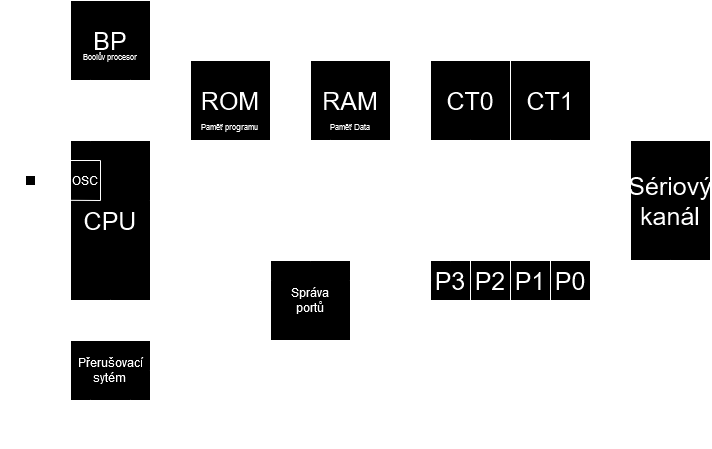 BP
Boolův procesor
ROM
Paměť programu
RAM
Paměť Data
CT0 CT1
OSC
CPU
Sériový
kanál
Správa
portů
P3 P2 P1 P0
Přerušovací
sytém